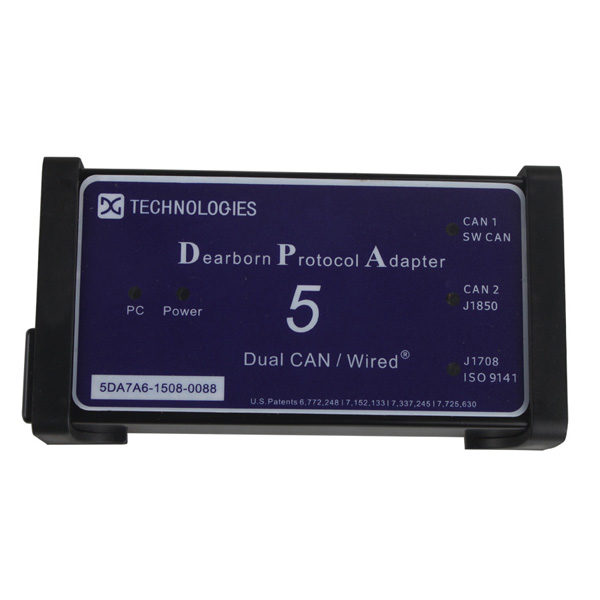 DG TECHNOLOGIES
Dearborn Protocol Adapter
5
Dual CAN / Wired®
PC
Power
CAN 1
SW CAN
CAN 2
J1850
J1708
ISO 9141
5DA7A6-1508-0088
U.S. Patents 6,772,248 | 7,152,133 | 7,337,245 | 7,725,630